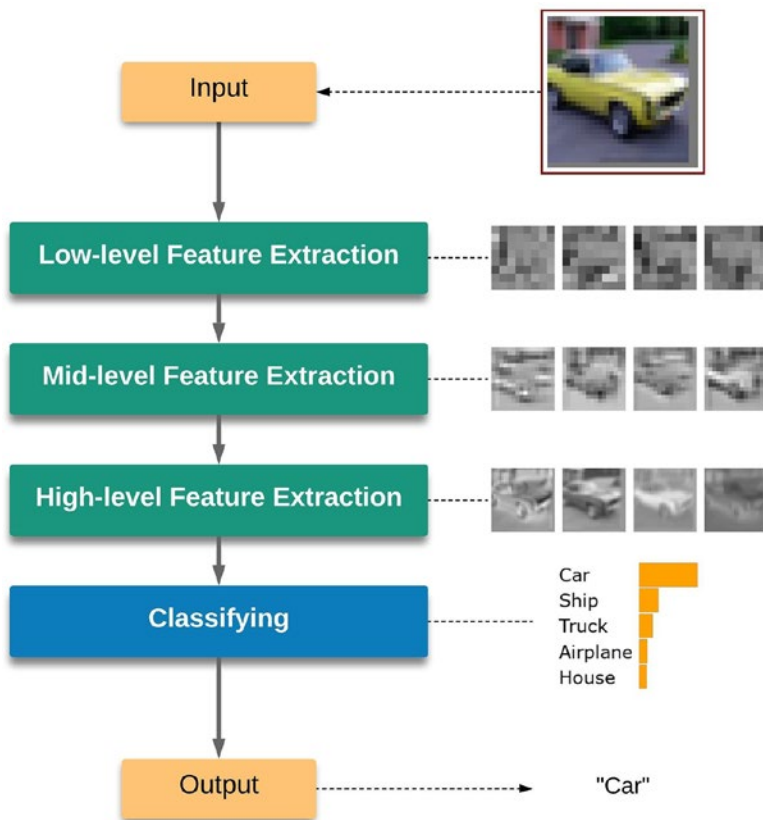 Input
Low-level Feature Extraction
Mid-level Feature Extraction
High-level Feature Extraction
Classifying
Car
Ship
Truck
Airplane
House
Output
"Car"